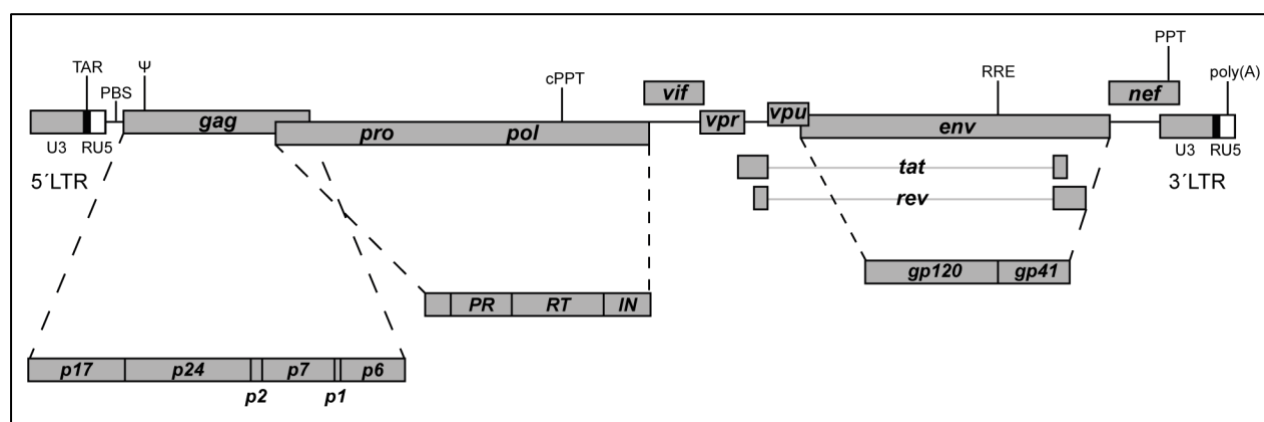 PPT
TAR Ψ cPPT RRE poly(A)
PBS vif nef
gag vpr vpu
pro pol env
U3 RU5 U3 RU5
5´LTR tat 3´LTR
rev
gp120 gp41
PR RT IN
p17 p24 p7 p6
p2 p1